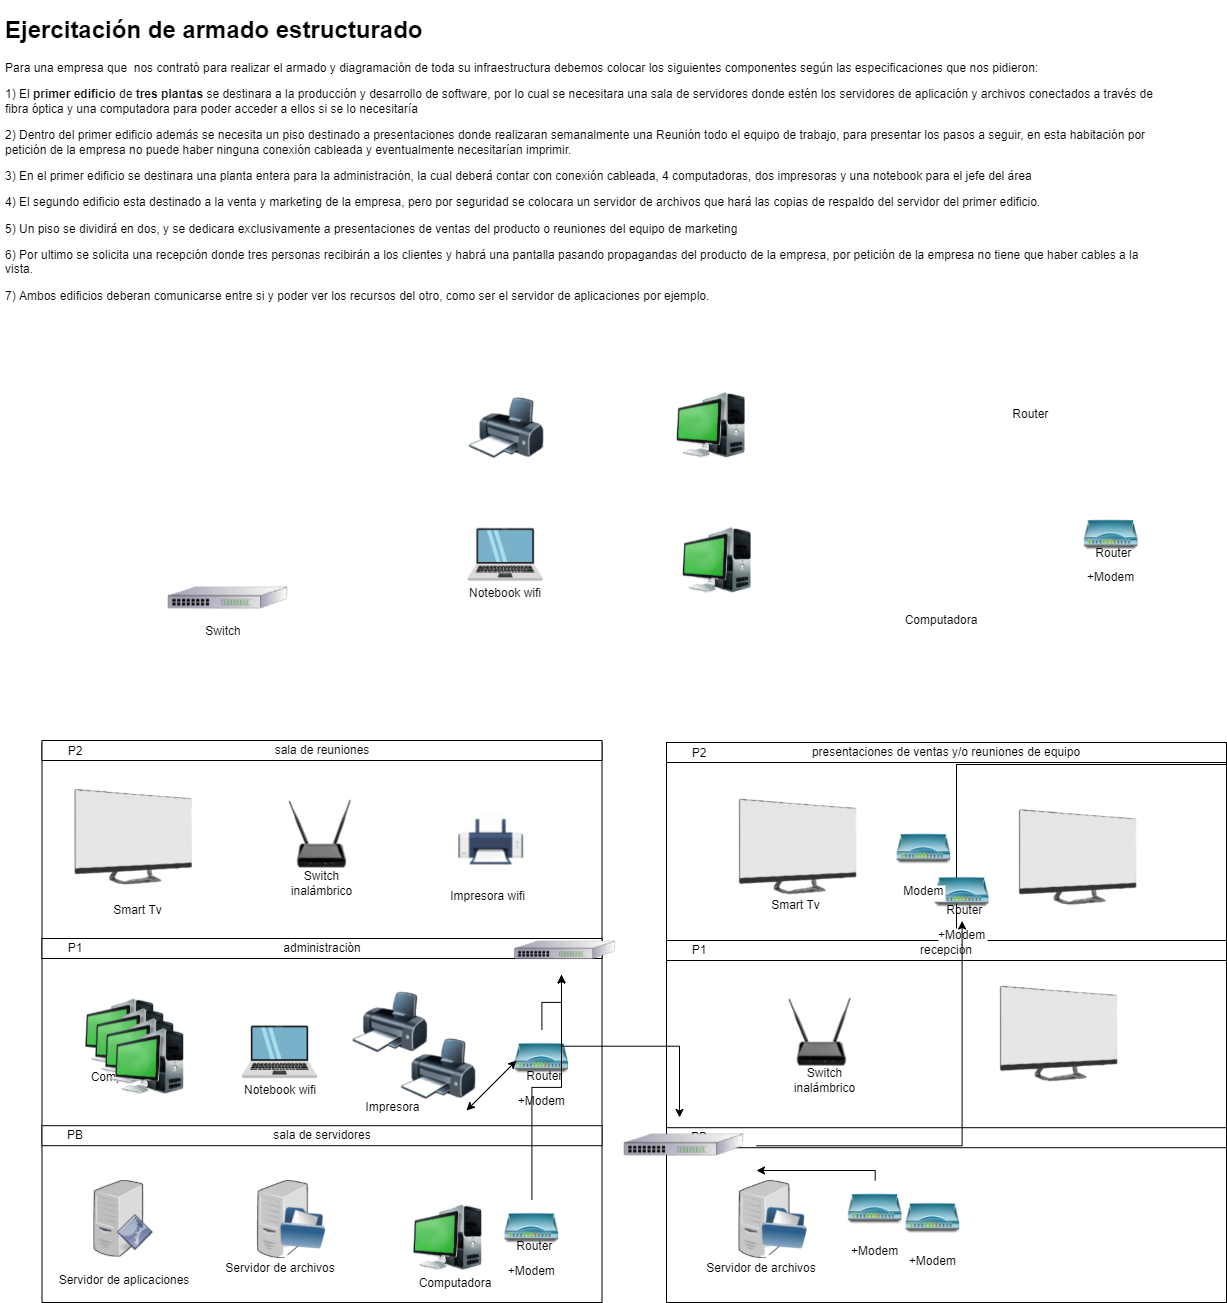 Ejercitación de armado estructurado
Para una empresa que  nos contrató para realizar el armado y diagramación de toda su infraestructura debemos colocar los siguientes componentes según las especificaciones que nos pidieron:
1) El primer edificio de tres plantas se destinara a la producción y desarrollo de software, por lo cual se necesitara una sala de servidores donde estén los servidores de aplicación y archivos conectados a través de
fibra óptica y una computadora para poder acceder a ellos si se lo necesitaría
2) Dentro del primer edificio además se necesita un piso destinado a presentaciones donde realizaran semanalmente una Reunión todo el equipo de trabajo, para presentar los pasos a seguir, en esta habitación por
petición de la empresa no puede haber ninguna conexión cableada y eventualmente necesitarían imprimir.
3) En el primer edificio se destinara una planta entera para la administración, la cual deberá contar con conexión cableada, 4 computadoras, dos impresoras y una notebook para el jefe del área
4) El segundo edificio esta destinado a la venta y marketing de la empresa, pero por seguridad se colocara un servidor de archivos que hará las copias de respaldo del servidor del primer edificio.
5) Un piso se dividirá en dos, y se dedicara exclusivamente a presentaciones de ventas del producto o reuniones del equipo de marketing
6) Por ultimo se solicita una recepción donde tres personas recibirán a los clientes y habrá una pantalla pasando propagandas del producto de la empresa, por petición de la empresa no tiene que haber cables a la
vista.
7) Ambos edificios deberan comunicarse entre si y poder ver los recursos del otro, como ser el servidor de aplicaciones por ejemplo.
Router
Router
+Modem
Notebook wifi
Computadora
Switch
P2 sala de reuniones
P2 presentaciones de ventas y/o reuniones de equipo
Switch
inalámbrico
Impresora wifi
Smart Tv
Modem
Smart Tv
Router
+Modem
P1 administraciòn
P1 recepción
Notebook wifi
Impresora
Router
+Modem
Switch
inalámbrico
PB sala de servidores
Servidor de aplicaciones
Servidor de archivos
Computadora
Router
+Modem
Servidor de archivos
+Modem
+Modem